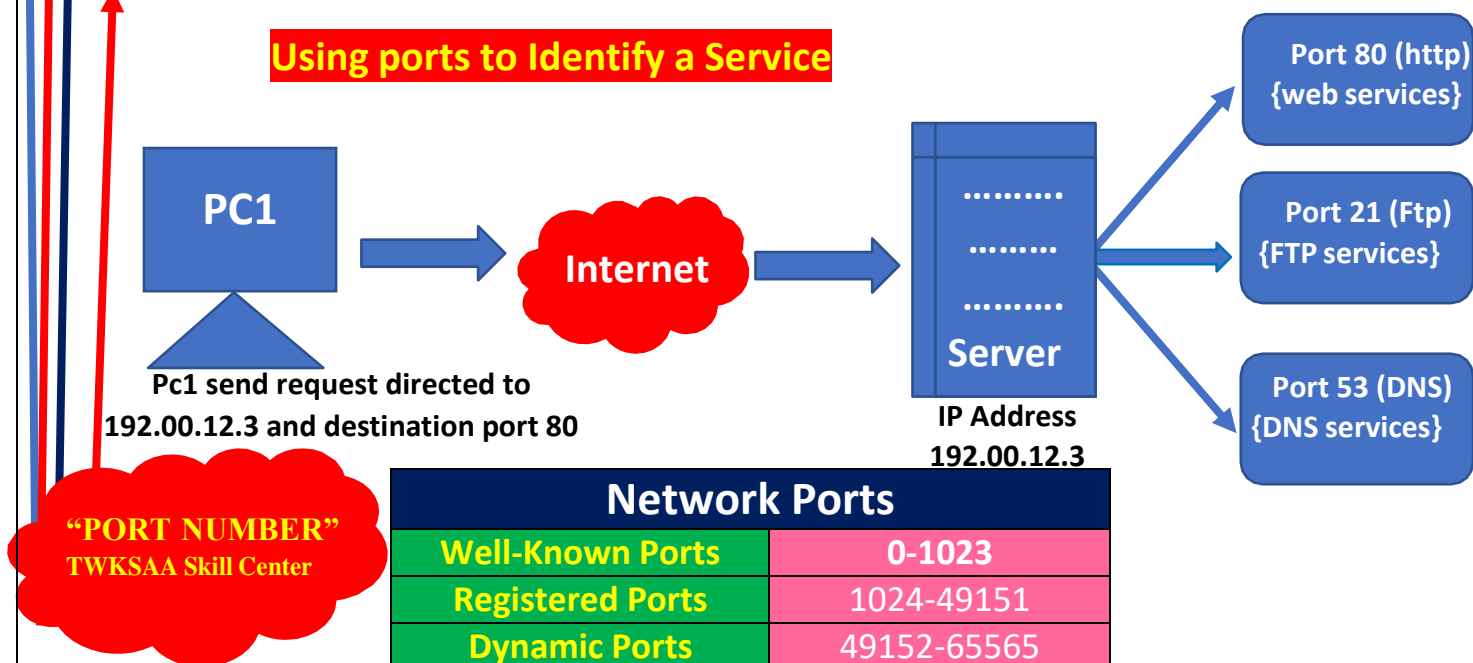 Using ports to Identify a Service
Port 80 (http)
{web services}
PC1
Internet
..........
.........
..........
Server
Port 21 (Ftp)
{FTP services}
Port 53 (DNS)
{DNS services}
Pc1 send request directed to
192.00.12.3 and destination port 80
IP Address
192.00.12.3
“PORT NUMBER”
TWKSAA Skill Center
Network Ports
Well-Known Ports 0-1023
Registered Ports 1024-49151
Dynamic Ports 49152-65565